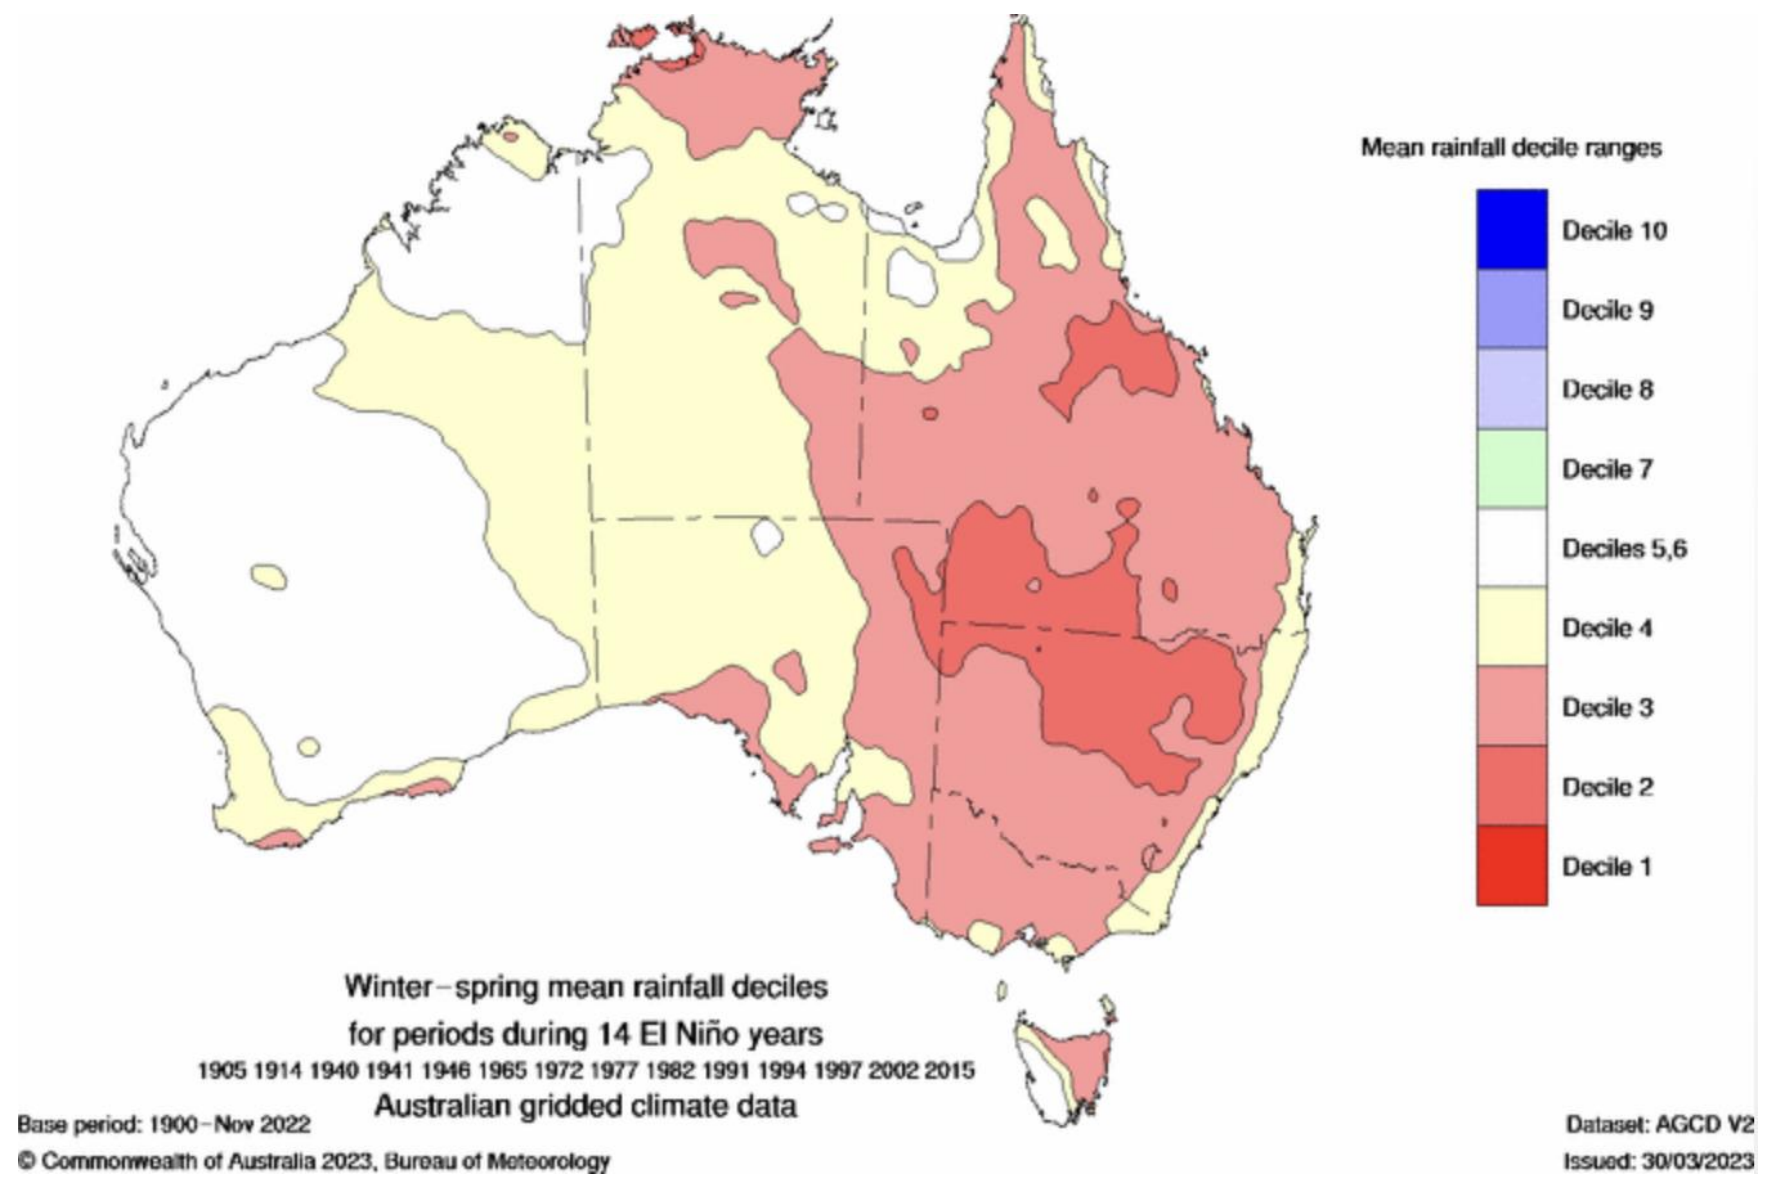 Mean rainfall decile ranges
Decile 10
Decile 9
Decile 8
Decile 7
Deciles 5,6
Decile 4
Decile 3
Decile 2
Decile 1
Winter-spring mean rainfall deciles
for periods during 14 El Niño years
1905 1914 1940 1941 1946 1965 1972 1977 1982 1991 1994 1997 2002 2015
Australian gridded climate data
Base period: 1900-Nov 2022
© Commonwealth of Australia 2023, Bureau of Meteorology
Dataset: AGCD V2
Issued: 30/03/2023